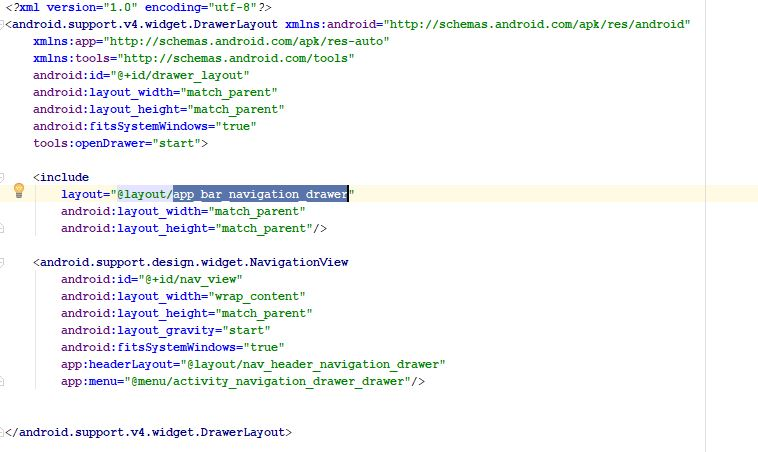 <?xml version="1.0" encoding="utf-8"?>
<android.support.v4.widget.DrawerLayout xmlns:android="http://schemas.android.com/apk/res/android"
    xmlns:app="http://schemas.android.com/apk/res-auto"
    xmlns:tools="http://schemas.android.com/tools"
    android:id="@+id/drawer_layout"
    android:layout_width="match_parent"
    android:layout_height="match_parent"
    android:fitsSystemWindows="true"
    tools:openDrawer="start">
    <include
        layout="@layout/app_bar_navigation_drawer"
        android:layout_width="match_parent"
        android:layout_height="match_parent"/>
    <android.support.design.widget.NavigationView
        android:id="@+id/nav_view"
        android:layout_width="wrap_content"
        android:layout_height="match_parent"
        android:layout_gravity="start"
        android:fitsSystemWindows="true"
        app:headerLayout="@layout/nav_header_navigation_drawer"
        app:menu="@menu/activity_navigation_drawer_drawer"/>
</android.support.v4.widget.DrawerLayout>